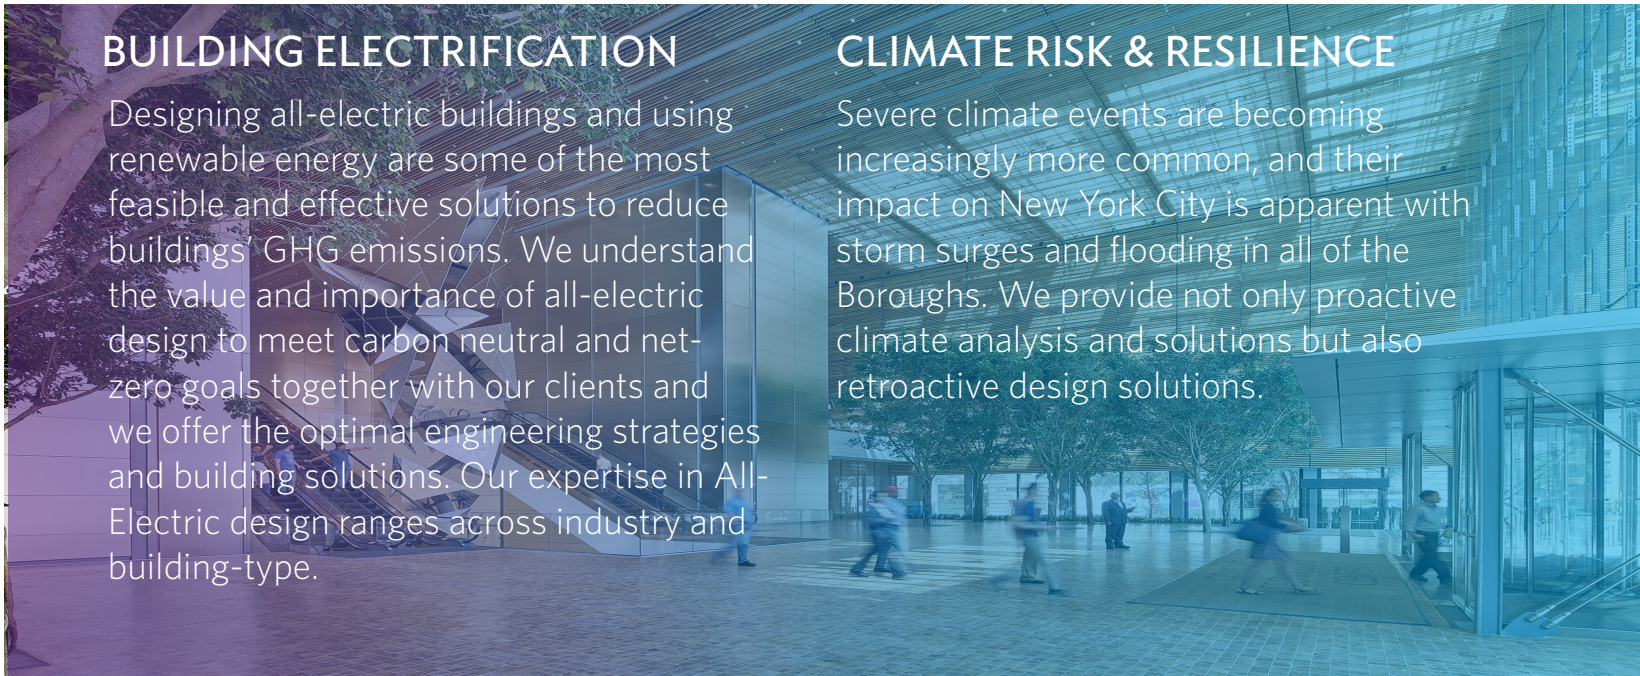 BUILDING ELECTRIFICATION
Designing all-electric buildings and using
renewable energy are some of the most
feasible and effective solutions to reduce
buildings’ GHG emissions. We understand
the value and importance of all-electric
design to meet carbon neutral and net-
zero goals together with our clients and
we offer the optimal engineering strategies
and building solutions. Our expertise in All-
Electric design ranges across industry and
building-type.
CLIMATE RISK & RESILIENCE
Severe climate events are becoming
increasingly more common, and their
impact on New York City is apparent with
storm surges and flooding in all of the
Boroughs. We provide not only proactive
climate analysis and solutions but also
retroactive design solutions.